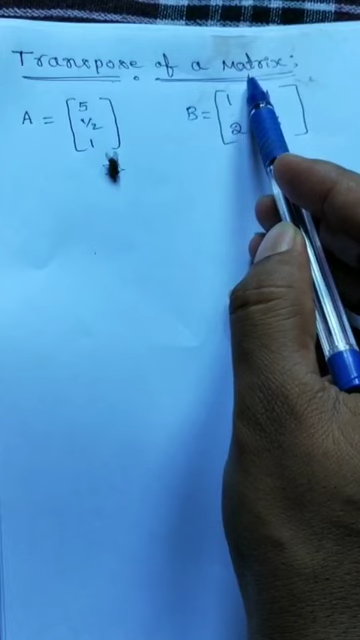 Transpose of a Matrix:
A = [5 B = [1 ]
1/2
1] 2